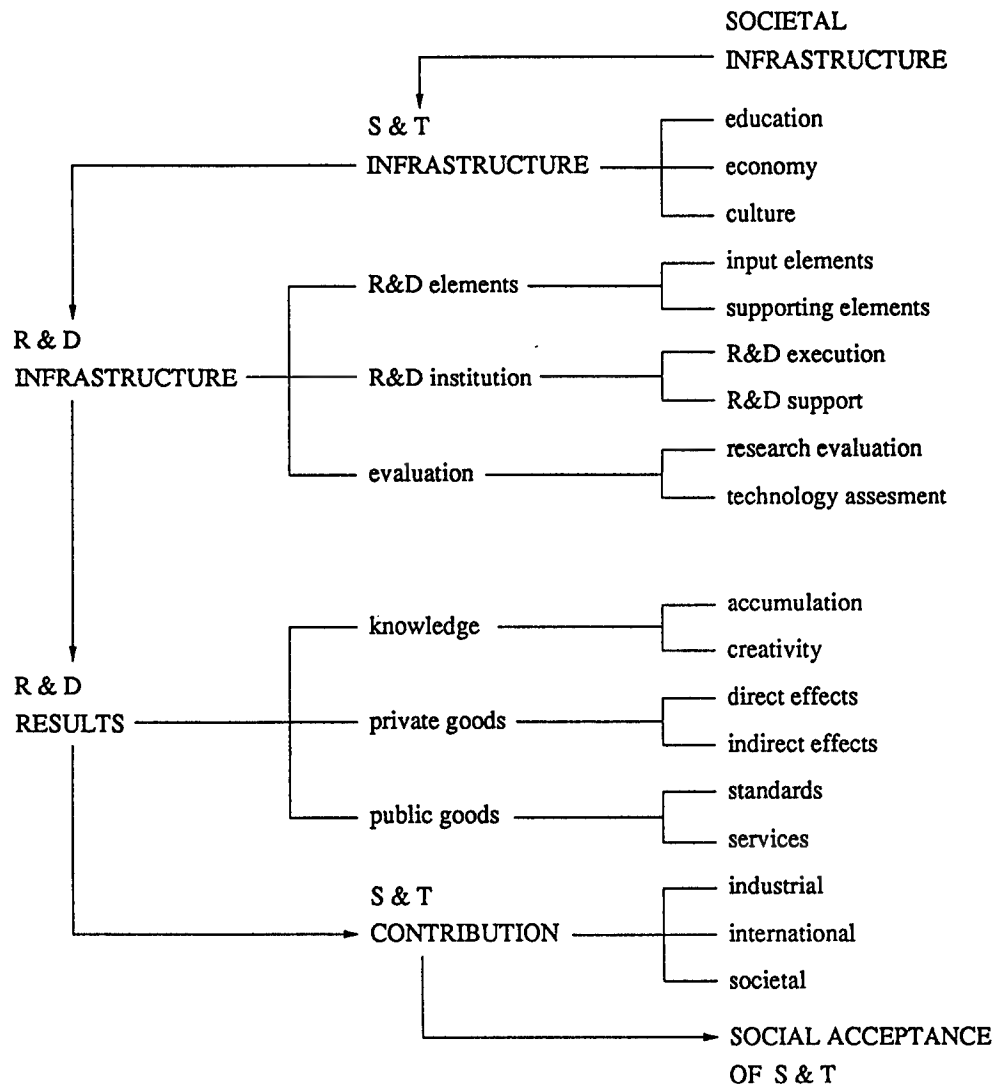 SOCIETAL
INFRASTRUCTURE
S & T
INFRASTRUCTURE
education
economy
culture
R & D
INFRASTRUCTURE
R&D elements
input elements
supporting elements
R&D institution
R&D execution
R&D support
evaluation
research evaluation
technology assesment
R & D
RESULTS
knowledge
accumulation
creativity
private goods
direct effects
indirect effects
public goods
standards
services
S & T
CONTRIBUTION
industrial
international
societal
SOCIAL ACCEPTANCE
OF S & T